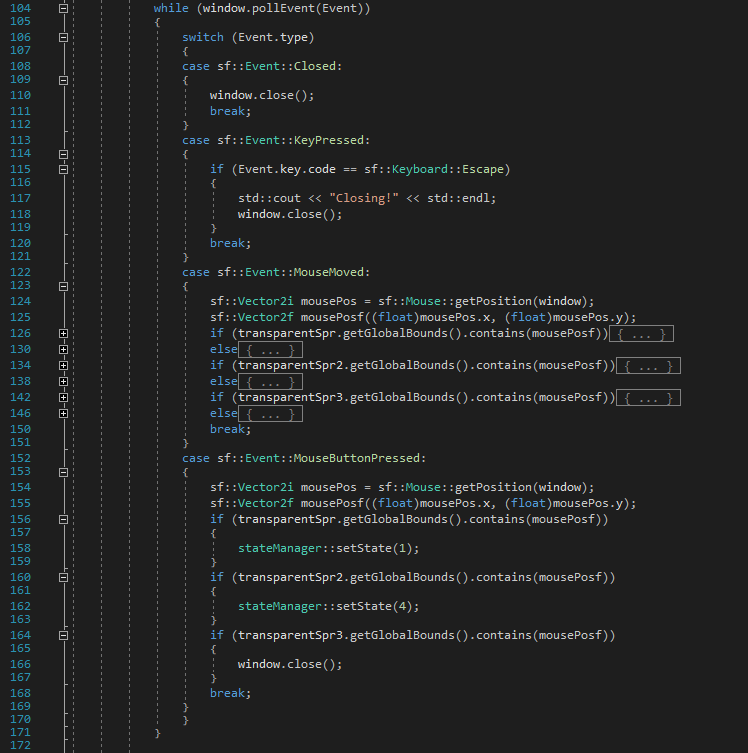 104 while (window.pollEvent(Event))
105 {
106 switch (Event.type)
107 {
108 case sf::Event::Closed:
109 {
110 window.close();
111 break;
112 }
113 case sf::Event::KeyPressed:
114 {
115 if (Event.key.code == sf::Keyboard::Escape)
116 {
117 std::cout << "Closing!" << std::endl;
118 window.close();
119 }
120 break;
121 }
122 case sf::Event::MouseMoved:
123 {
124 sf::Vector2i mousePos = sf::Mouse::getPosition(window);
125 sf::Vector2f mousePosf((float)mousePos.x, (float)mousePos.y);
126 if (transparentSpr.getGlobalBounds().contains(mousePosf)) { ... }
130 else { ... }
134 if (transparentSpr2.getGlobalBounds().contains(mousePosf)) { ... }
138 else { ... }
142 if (transparentSpr3.getGlobalBounds().contains(mousePosf)) { ... }
146 else { ... }
150 break;
151 }
152 case sf::Event::MouseButtonPressed:
153 {
154 sf::Vector2i mousePos = sf::Mouse::getPosition(window);
155 sf::Vector2f mousePosf((float)mousePos.x, (float)mousePos.y);
156 if (transparentSpr.getGlobalBounds().contains(mousePosf))
157 {
158 stateManager::setState(1);
159 }
160 if (transparentSpr2.getGlobalBounds().contains(mousePosf))
161 {
162 stateManager::setState(4);
163 }
164 if (transparentSpr3.getGlobalBounds().contains(mousePosf))
165 {
166 window.close();
167 }
168 break;
169 }
170 }
171 }
172